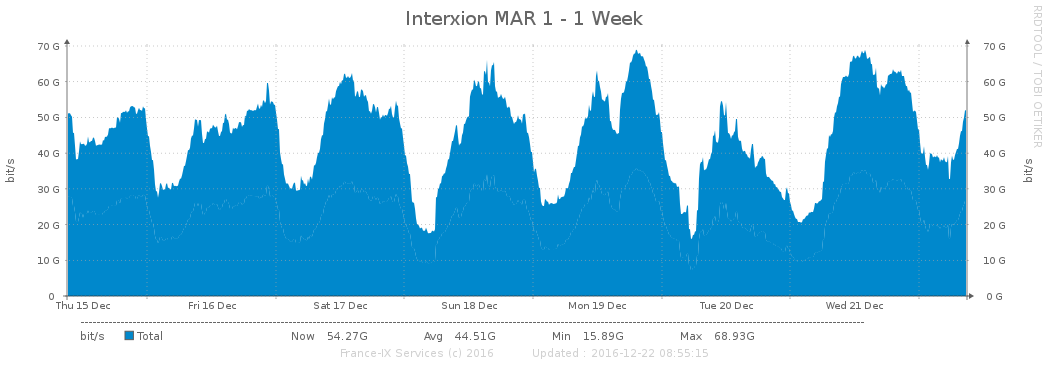 Interxion MAR 1 - 1 Week
RRDTOOL / TOBI OETIKER
70 G 70 G
60 G 60 G
50 G 50 G
40 G 40 G
30 G 30 G
20 G 20 G
10 G 10 G
0 0 G
bit/s bit/s
Thu 15 Dec Fri 16 Dec Sat 17 Dec Sun 18 Dec Mon 19 Dec Tue 20 Dec Wed 21 Dec
bit/s Total Now 54.27G Avg 44.51G Min 15.89G Max 68.93G
France-IX Services (c) 2016 Updated : 2016-12-22 08:55:15